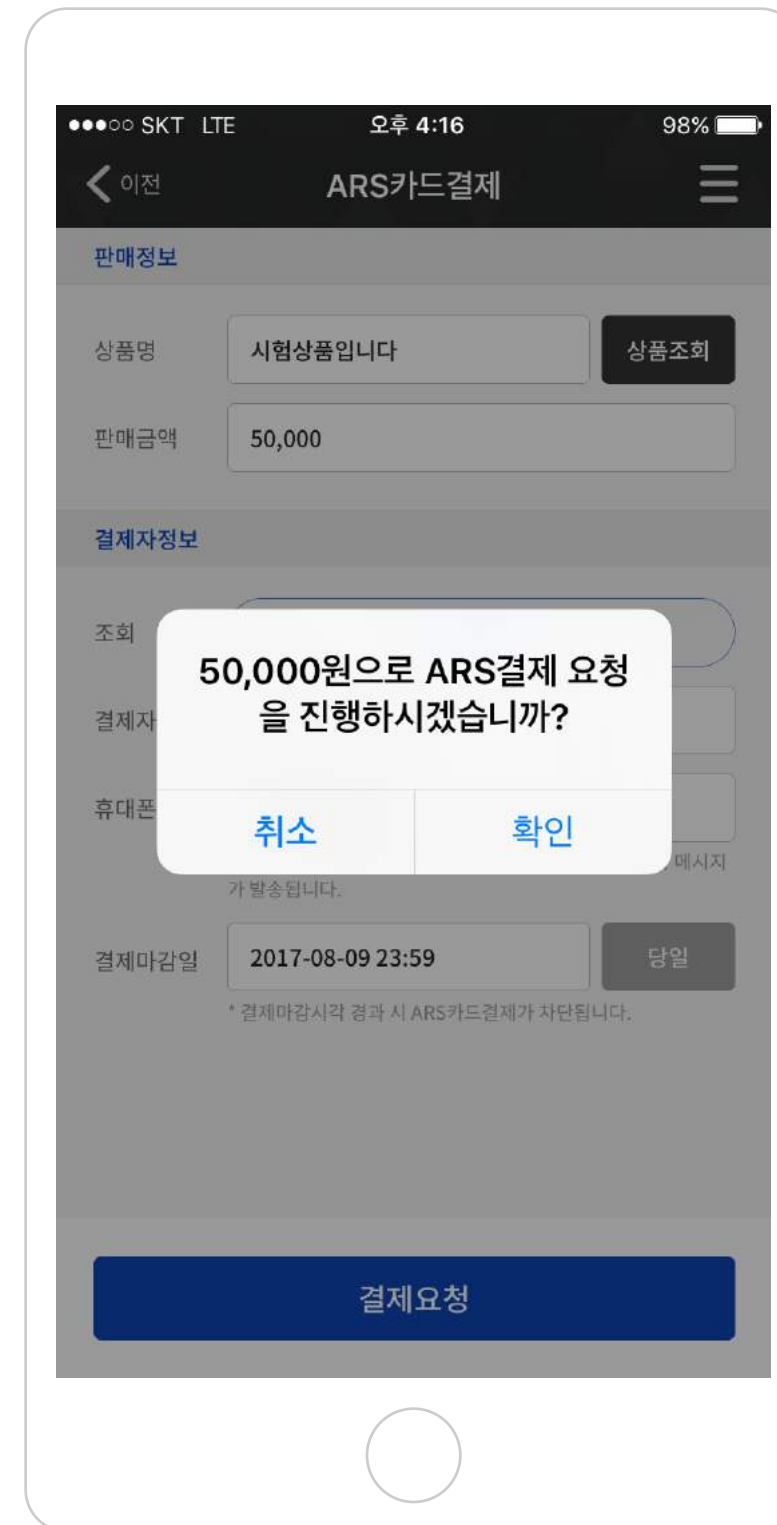 ●●●○○ SKT LTE 오후 4:16 98%
이전 ARS카드결제
판매정보
상품명 시험상품입니다 상품조회
판매금액 50,000
결제자정보
조회
50,000원으로 ARS결제 요청
을 진행하시겠습니까?
결제자
휴대폰
취소 확인
메시지
가 발송됩니다.
결제마감일 2017-08-09 23:59 당일
* 결제마감시각 경과 시 ARS카드결제가 차단됩니다.
결제요청